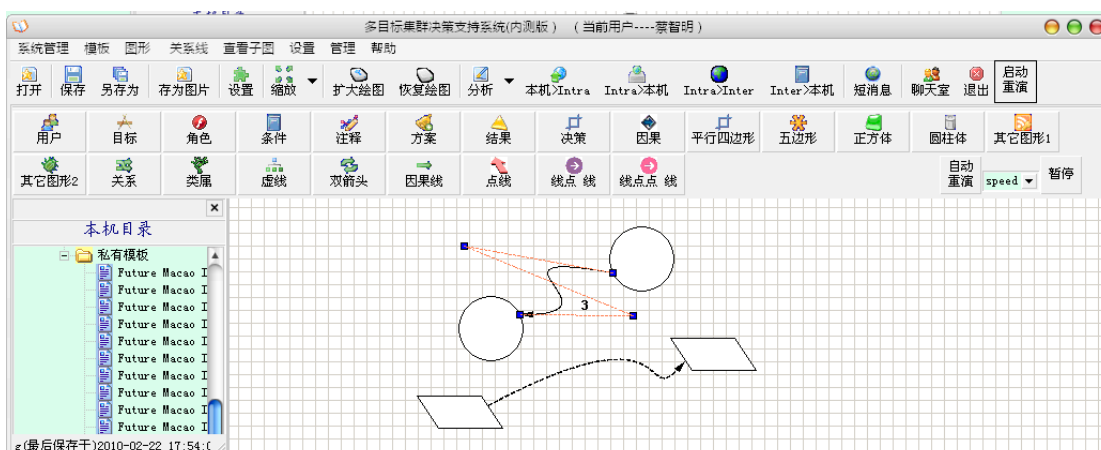 多目标集群决策支持系统(内测版) (当前用户----蔡智明)
系统管理 模板 图形 关系线 查看子图 设置 管理 帮助
打开 保存 另存为 存为图片 设置 缩放 扩大绘图 恢复绘图 分析 本机>Intra Intra>本机 Intra>Inter Inter>本机 短消息 聊天室 退出 启动重演
用户 目标 角色 条件 注释 方案 结果 决策 因果 平行四边形 五边形 正方体 圆柱体 其它图形1
其它图形2 关系 类属 虚线 双箭头 因果线 点线 线点 线 线点点 线 自动重演 speed 暂停
本机目录
私有模板
Future Macao I
Future Macao I
Future Macao I
Future Macao I
Future Macao I
Future Macao I
Future Macao I
Future Macao I
Future Macao I
Future Macao I
3
g(最后保存于)2010-02-22 17:54:0